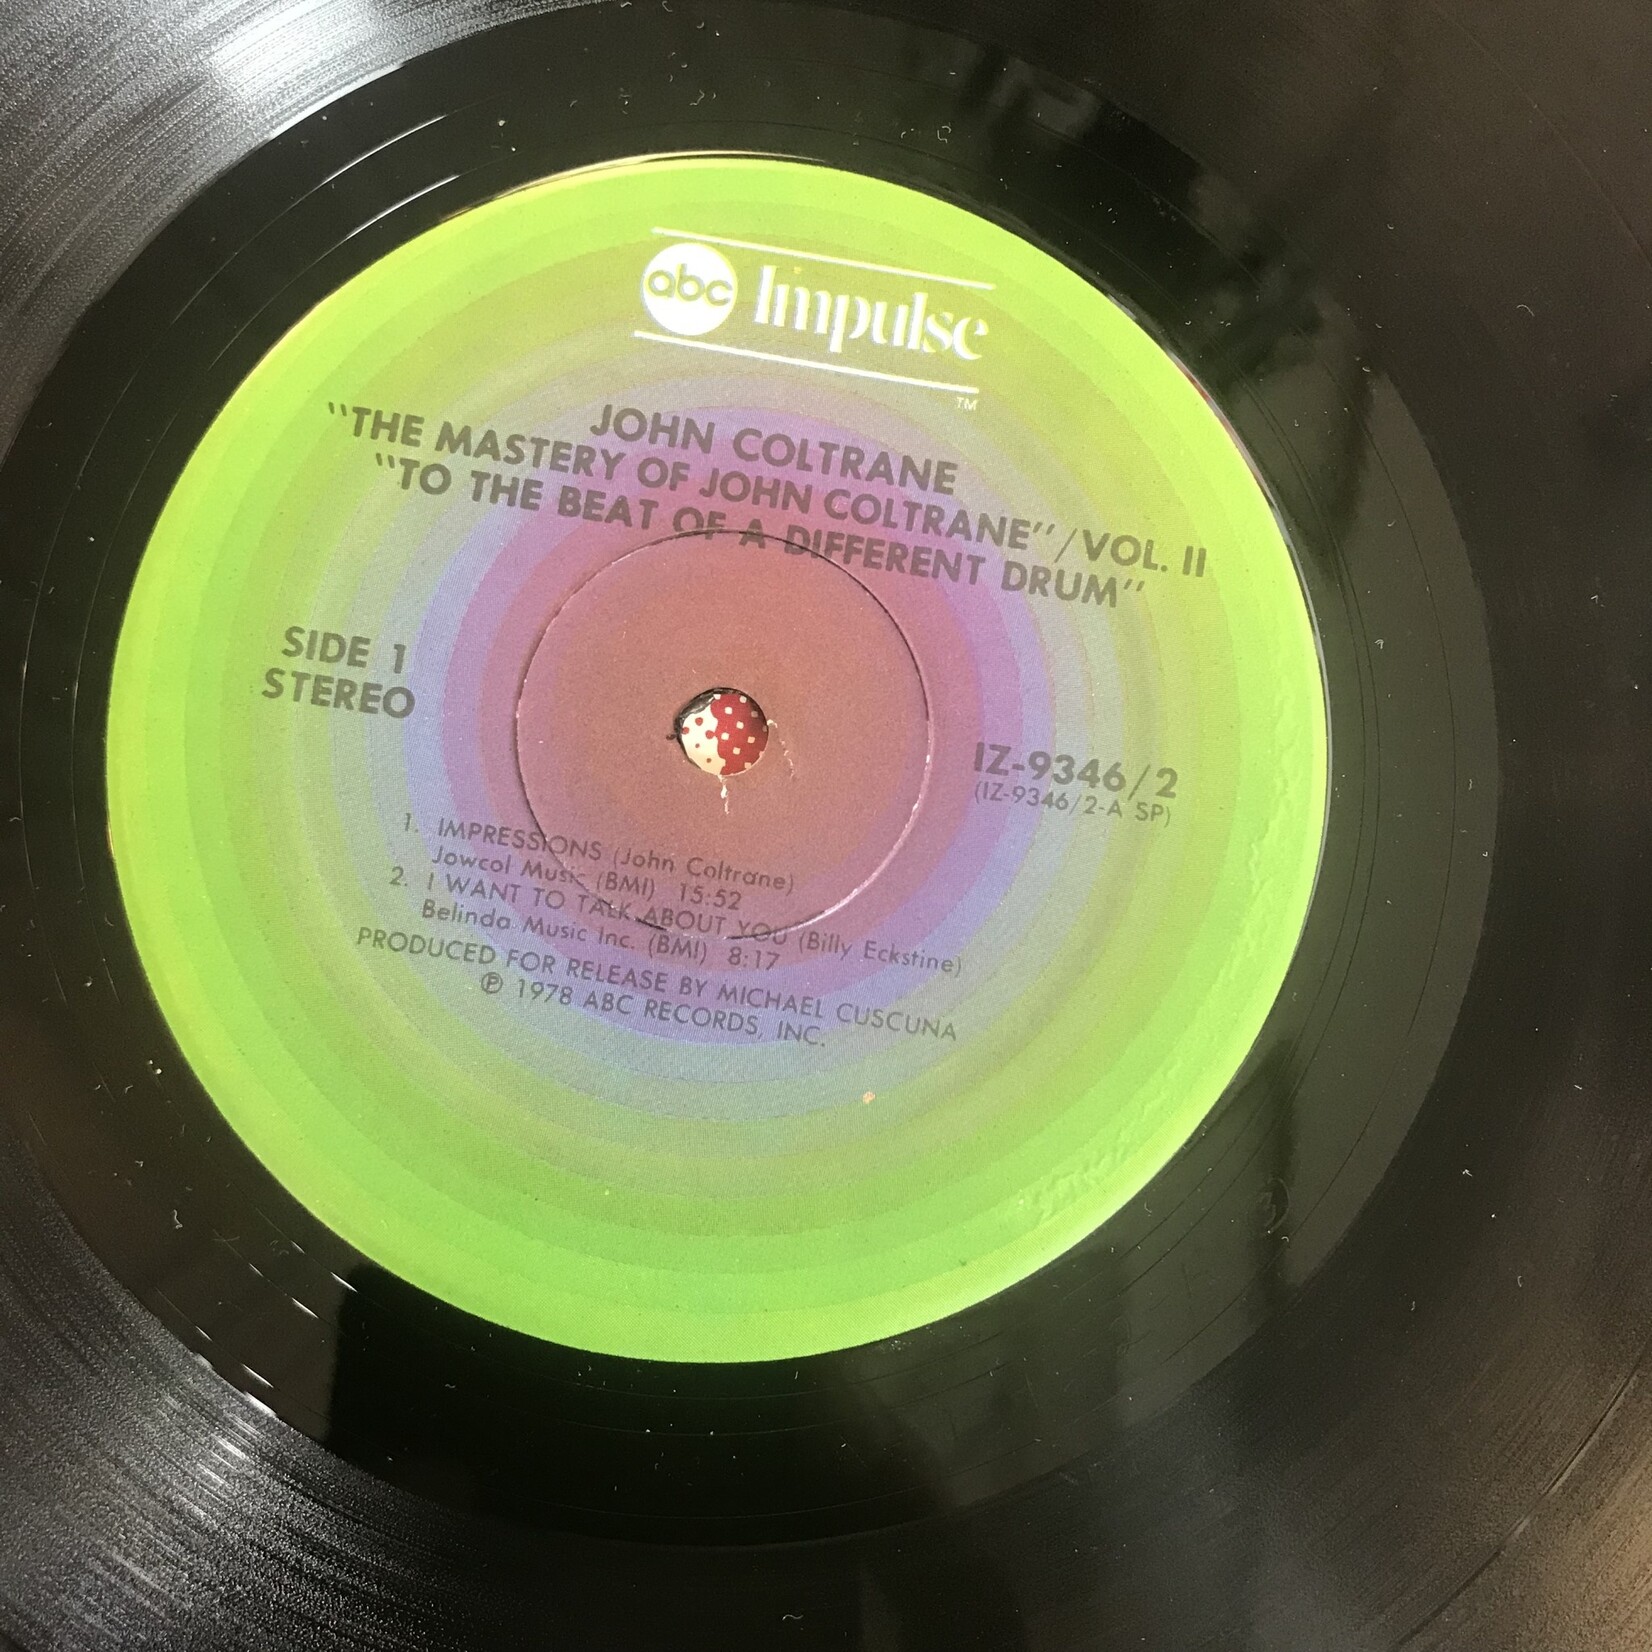 abc Impulse
TM
JOHN COLTRANE
"THE MASTERY OF JOHN COLTRANE"/VOL. II
"TO THE BEAT OF A DIFFERENT DRUM"
SIDE 1
STEREO
IZ-9346/2
(IZ-9346/2-A SP)
1. IMPRESSIONS (John Coltrane)
Jowcol Music (BMI) 15:52
2. I WANT TO TALK ABOUT YOU (Billy Eckstine)
Belinda Music Inc. (BMI) 8:17
PRODUCED FOR RELEASE BY MICHAEL CUSCUNA
℗ 1978 ABC RECORDS, INC.